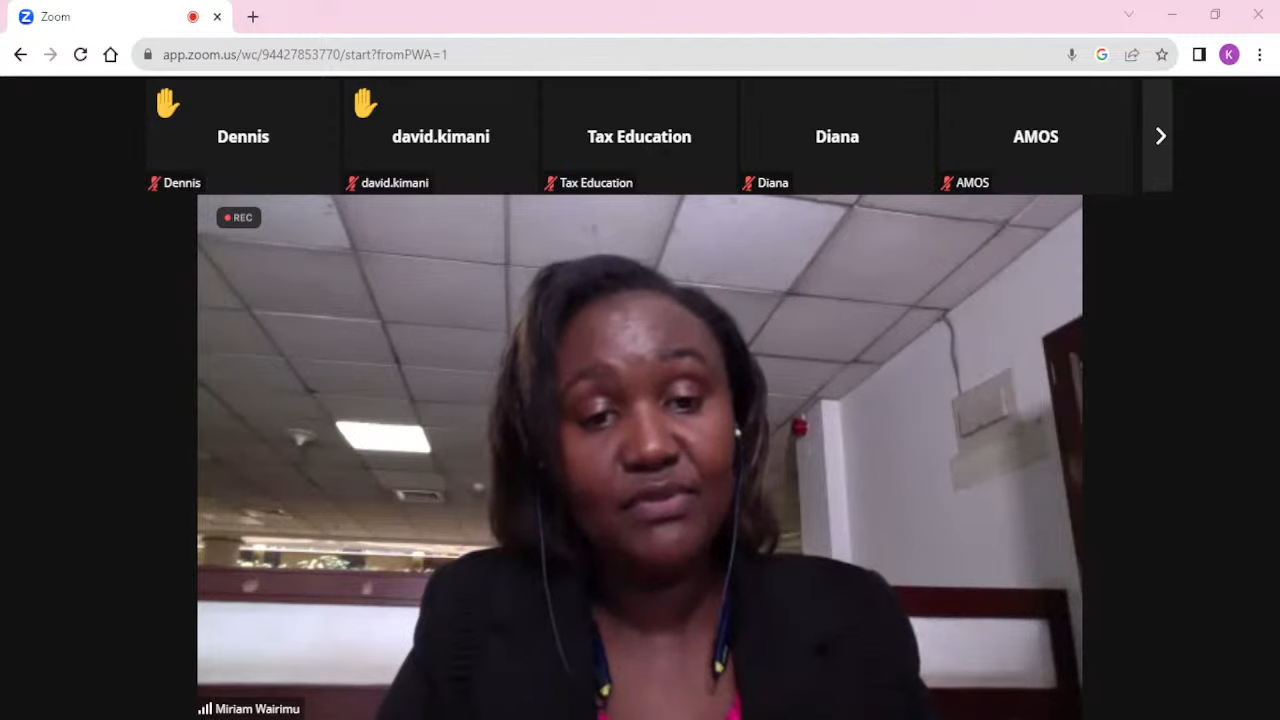 Zoom
app.zoom.us/wc/94427853770/start?fromPWA=1
K
Dennis
david.kimani
Tax Education
Diana
AMOS
Dennis
david.kimani
Tax Education
Diana
AMOS
REC
Miriam Wairimu